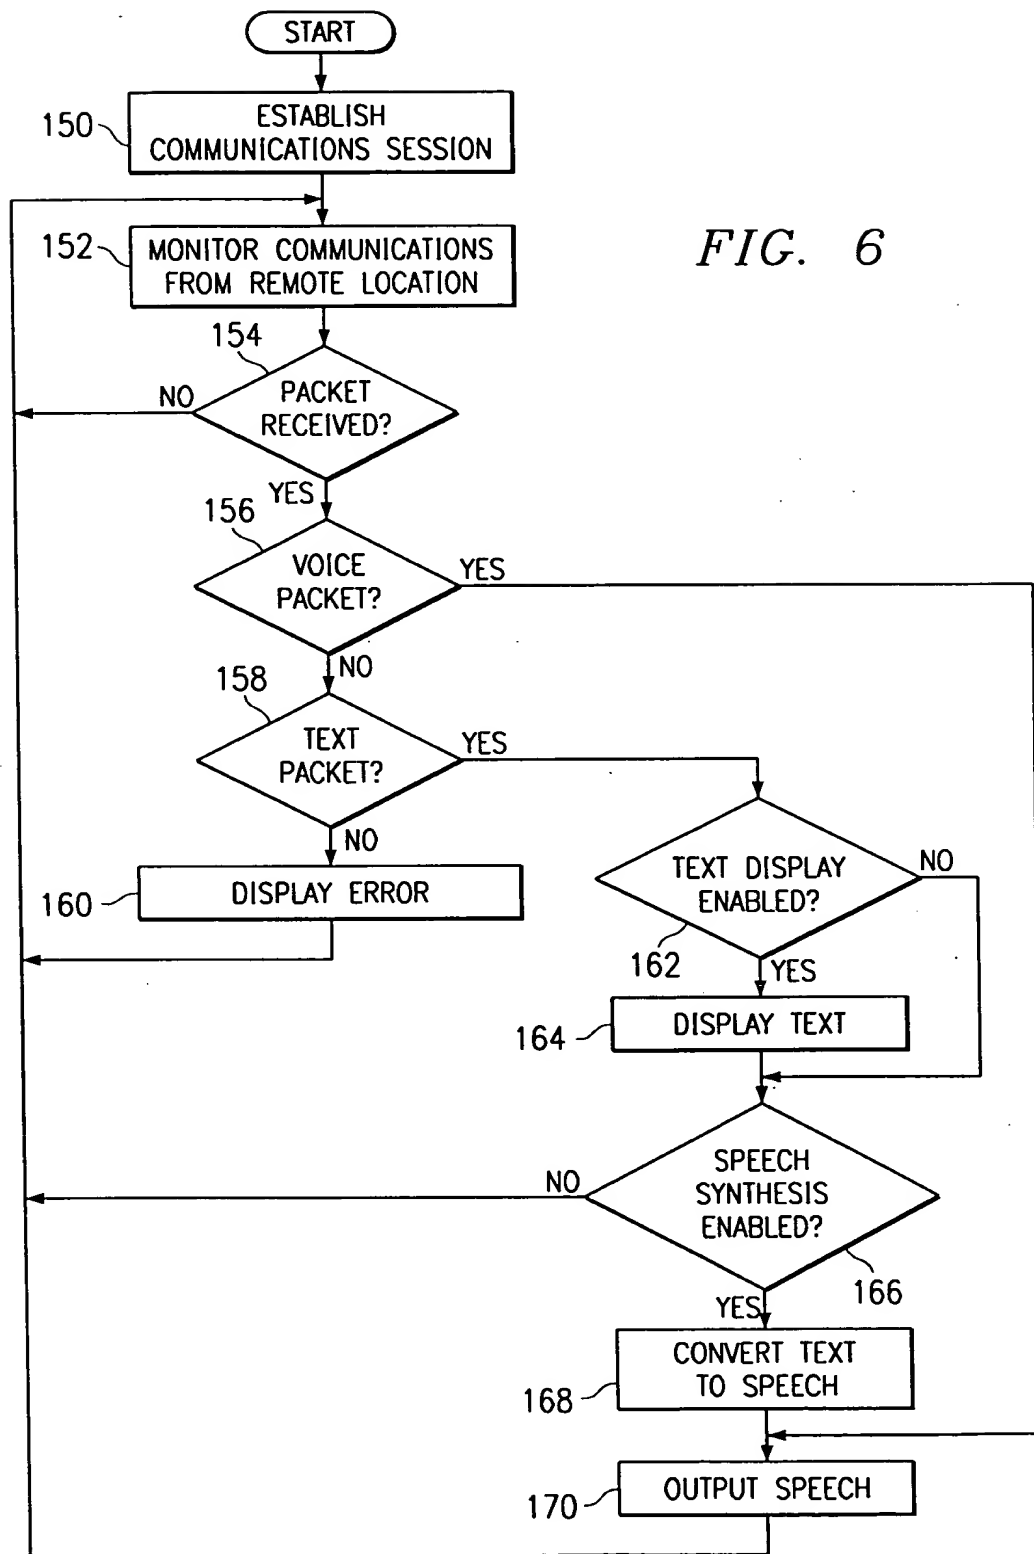 START
150
ESTABLISH
COMMUNICATIONS SESSION
FIG. 6
152
MONITOR COMMUNICATIONS
FROM REMOTE LOCATION
154
NO
PACKET
RECEIVED?
YES
156
VOICE
PACKET?
YES
NO
158
TEXT
PACKET?
YES
NO
160
DISPLAY ERROR
TEXT DISPLAY
ENABLED?
NO
162
YES
164
DISPLAY TEXT
NO
SPEECH
SYNTHESIS
ENABLED?
166
YES
168
CONVERT TEXT
TO SPEECH
170
OUTPUT SPEECH